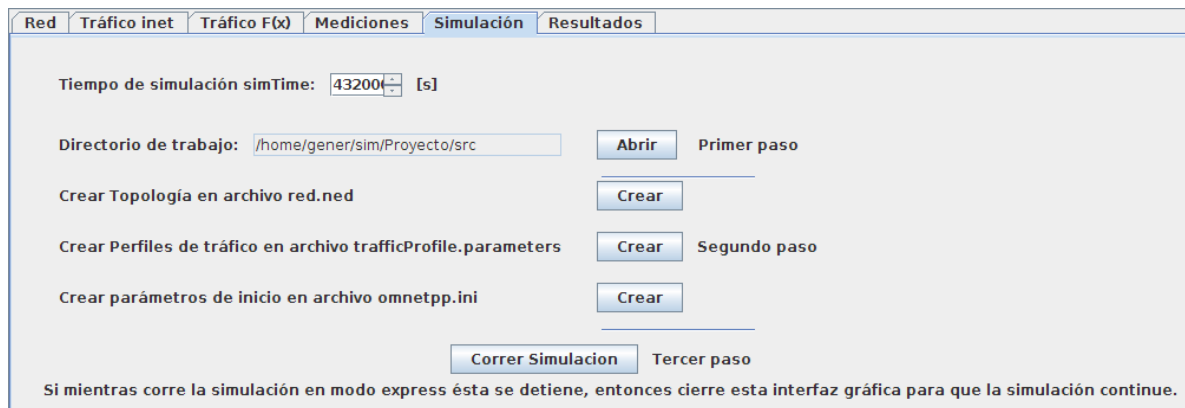 Red Tráfico inet Tráfico F(x) Mediciones Simulación Resultados
Tiempo de simulación simTime: [s]
Directorio de trabajo: /home/gener/sim/Proyecto/src Abrir Primer paso
Crear Topología en archivo red.ned Crear
Crear Perfiles de tráfico en archivo trafficProfile.parameters Crear Segundo paso
Crear parámetros de inicio en archivo omnetpp.ini Crear
Correr Simulacion Tercer paso
Si mientras corre la simulación en modo express ésta se detiene, entonces cierre esta interfaz gráfica para que la simulación continue.